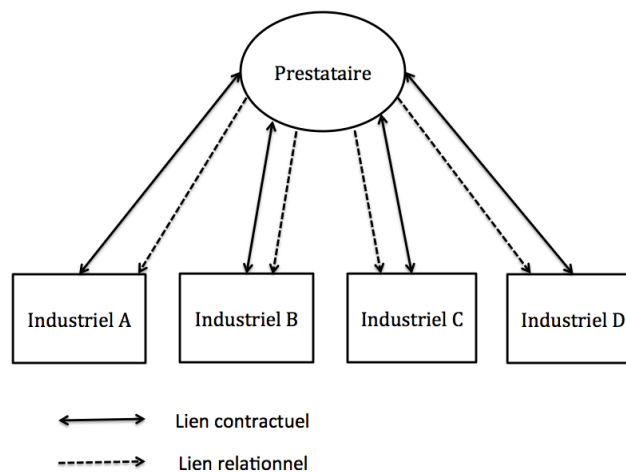 Prestataire
Industriel A
Industriel B
Industriel C
Industriel D
Lien contractuel
Lien relationnel